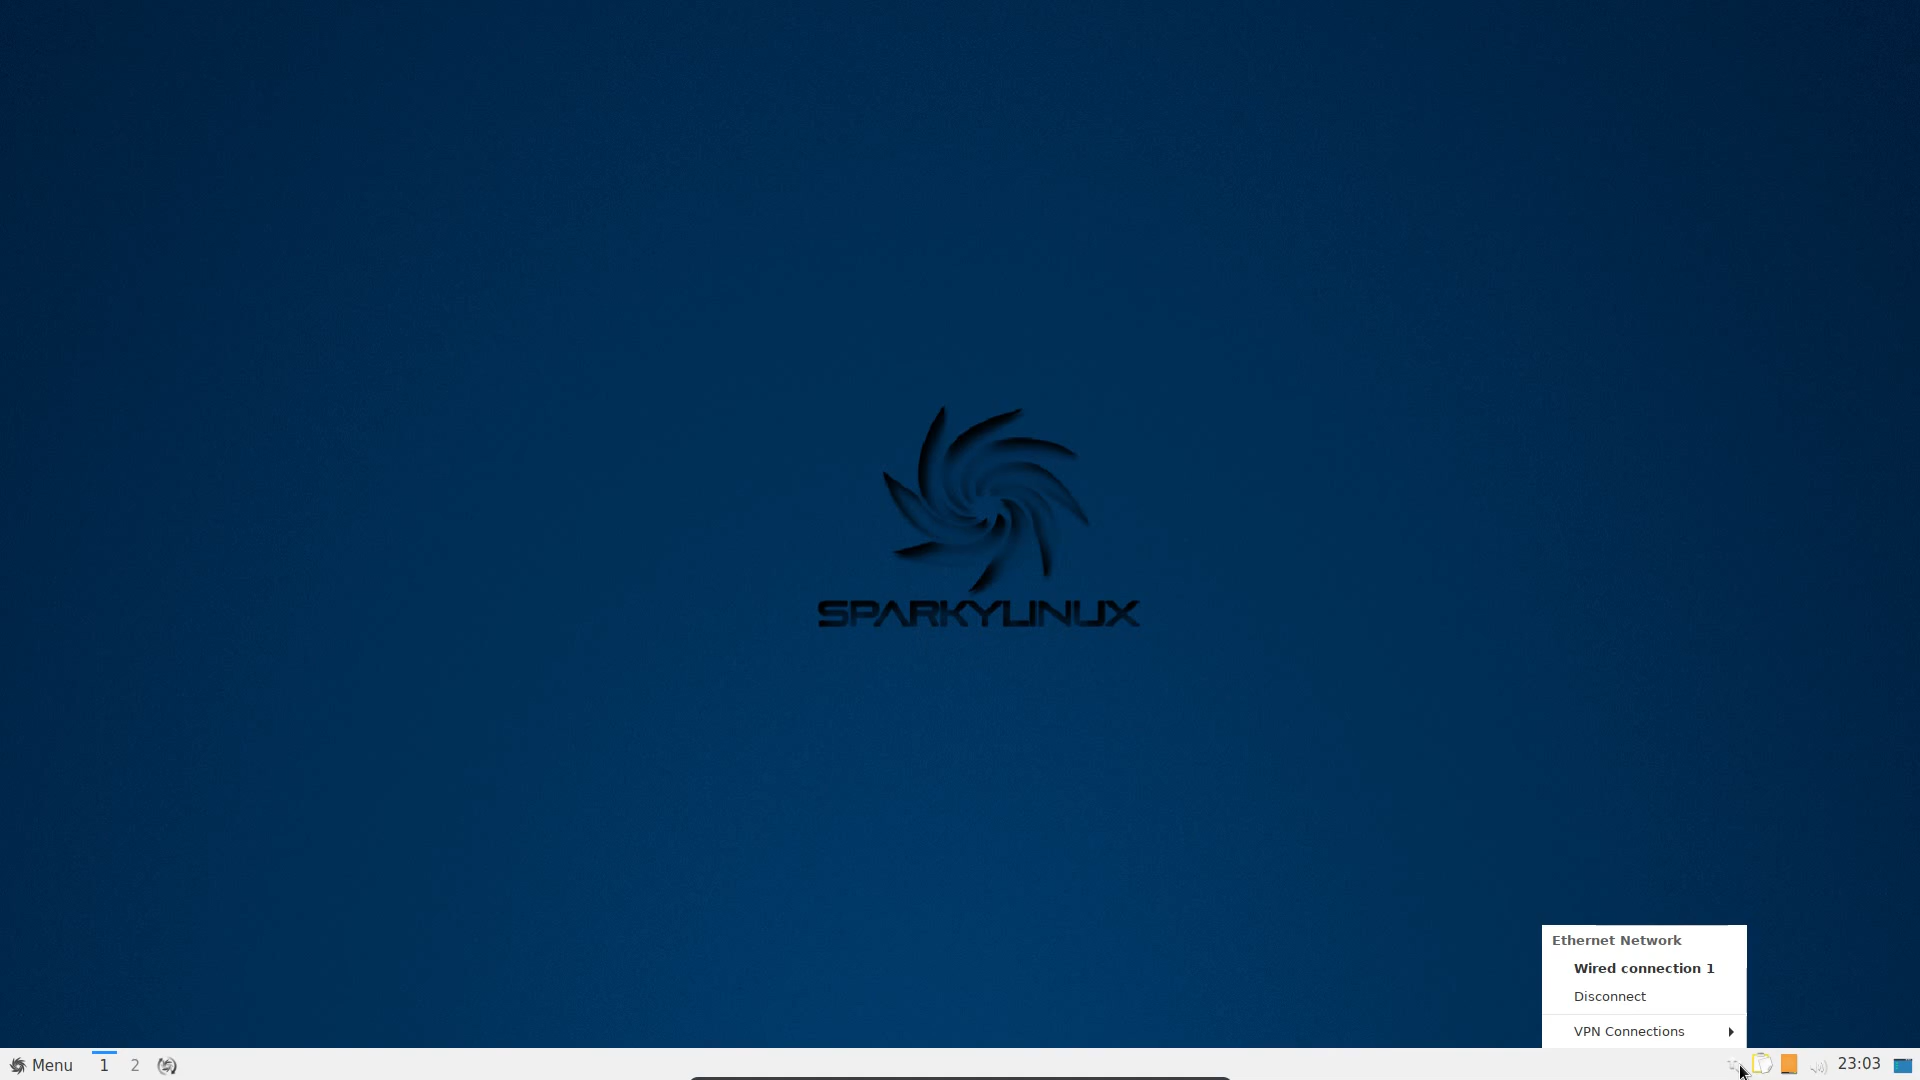 SPARKYLINUX
Ethernet Network
Wired connection 1
Disconnect
VPN Connections
Menu 1 2 23:03